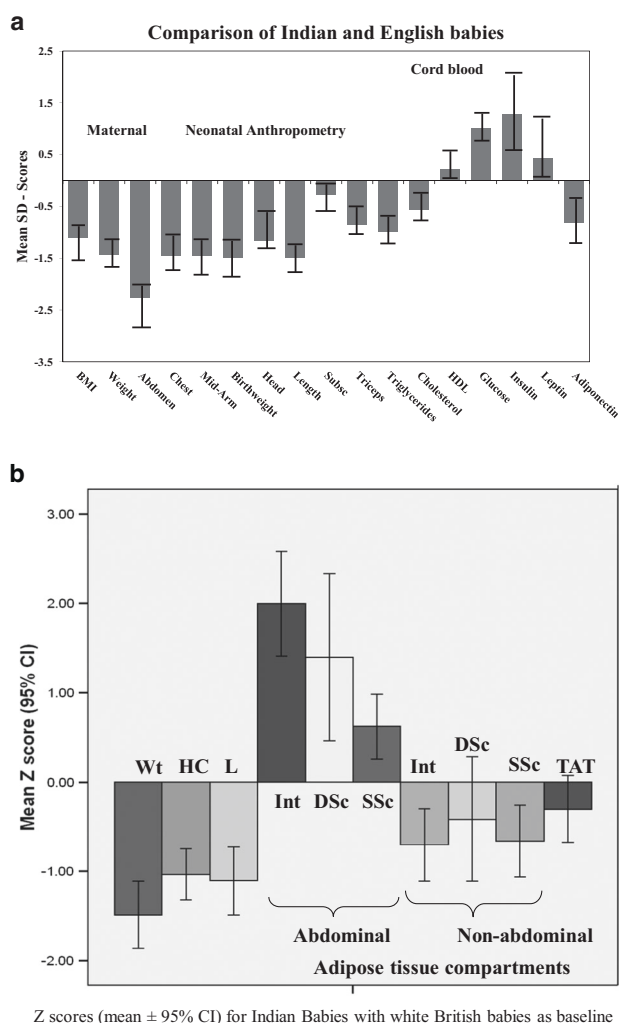 a
Comparison of Indian and English babies
2.5
Cord blood
1.5
Maternal
Neonatal Anthropometry
0.5
Mean SD - Scores
-0.5
-1.5
-2.5
-3.5
BMI
Weight
Abdomen
Chest
Mid-Arm
Birthweight
Head
Length
Subsc
Triceps
Triglycerides
Cholesterol
HDL
Glucose
Insulin
Leptin
Adiponectin
b
3.00
2.00
Mean Z score (95% CI)
1.00
Wt HC L
Int DSc SSc TAT
0.00
Int DSc SSc
-1.00
Abdominal
Non-abdominal
-2.00
Adipose tissue compartments
Z scores (mean ± 95% CI) for Indian Babies with white British babies as baseline